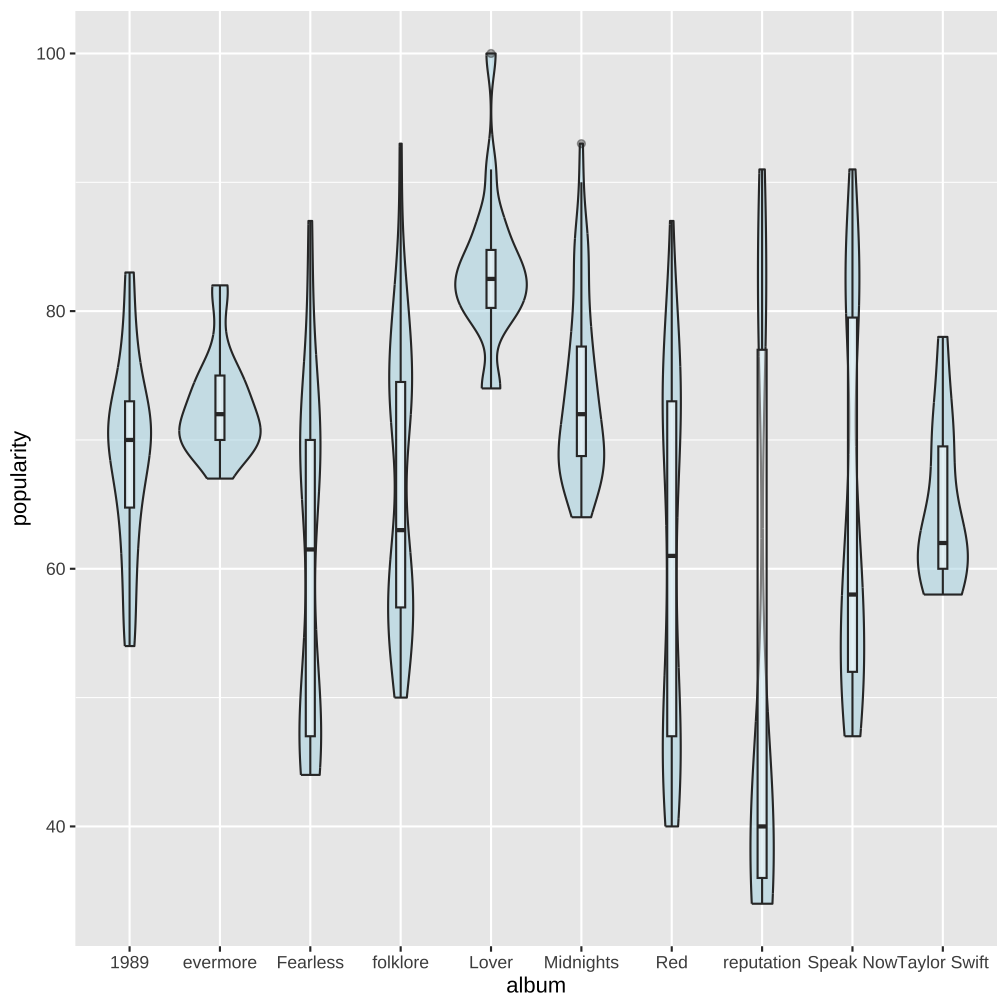 100
80
60
40
popularity
1989 evermore Fearless folklore Lover Midnights Red reputation Speak Now Taylor Swift
album